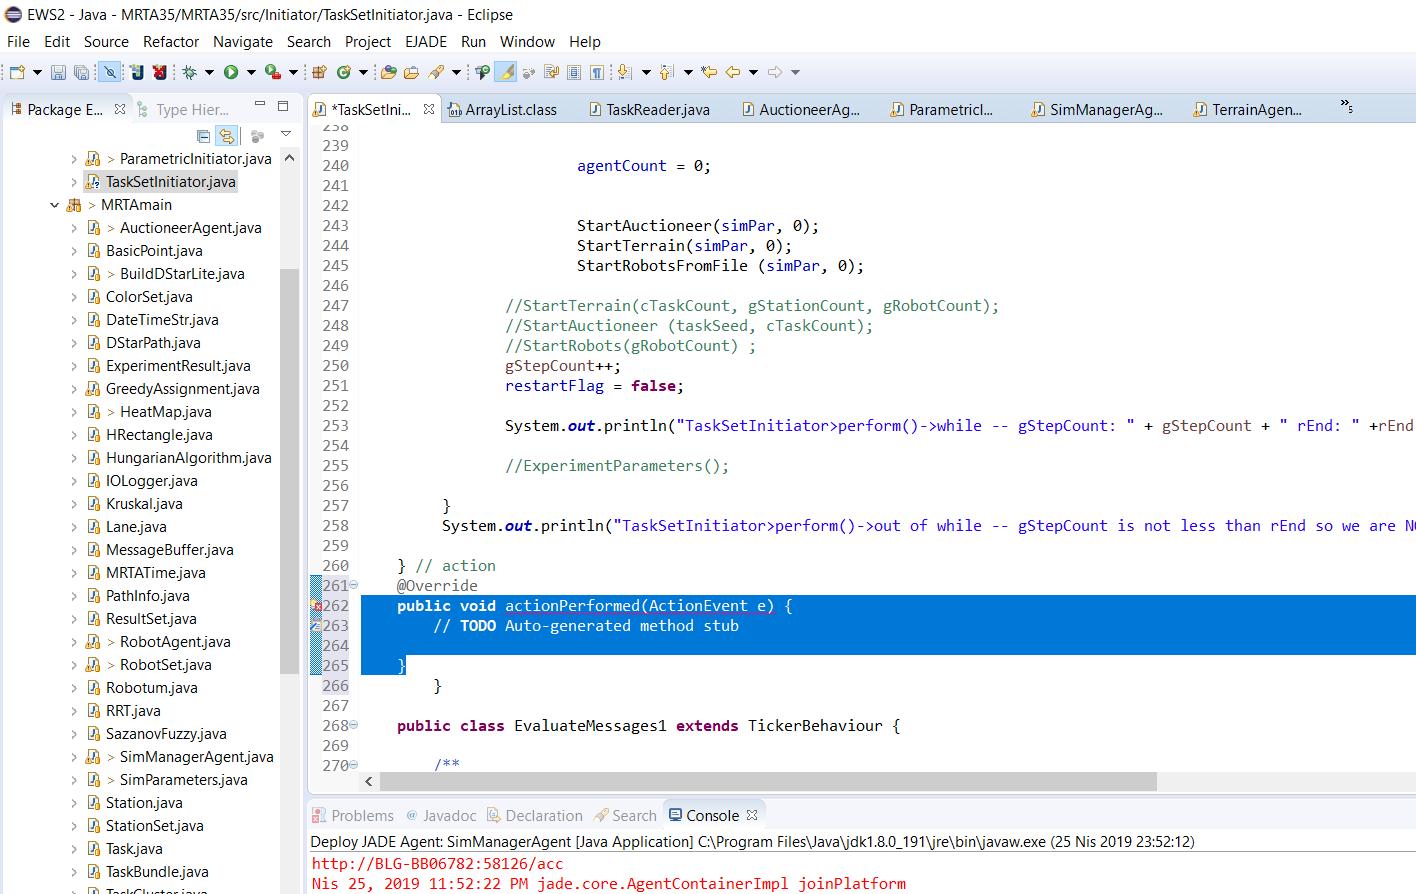 EWS2 - Java - MRTA35/MRTA35/src/Initiator/TaskSetInitiator.java - Eclipse
File Edit Source Refactor Navigate Search Project EJADE Run Window Help
Package E... Type Hier...
> ParametricInitiator.java
TaskSetInitiator.java
> MRTAmain
> AuctioneerAgent.java
BasicPoint.java
> BuildDStarLite.java
ColorSet.java
DateTimeStr.java
DStarPath.java
ExperimentResult.java
GreedyAssignment.java
> HeatMap.java
HRectangle.java
HungarianAlgorithm.java
IOLogger.java
Kruskal.java
Lane.java
MessageBuffer.java
MRTATime.java
PathInfo.java
ResultSet.java
> RobotAgent.java
> RobotSet.java
Robotum.java
RRT.java
SazanovFuzzy.java
> SimManagerAgent.java
> SimParameters.java
Station.java
StationSet.java
Task.java
TaskBundle.java
TaskCluster.java
*TaskSetIni... ArrayList.class TaskReader.java AuctioneerAg... ParametricI... SimManagerAg... TerrainAgen... »5
238
239
240 agentCount = 0;
241
242
243 StartAuctioneer(simPar, 0);
244 StartTerrain(simPar, 0);
245 StartRobotsFromFile (simPar, 0);
246
247 //StartTerrain(cTaskCount, gStationCount, gRobotCount);
248 //StartAuctioneer (taskSeed, cTaskCount);
249 //StartRobots(gRobotCount) ;
250 gStepCount++;
251 restartFlag = false;
252
253 System.out.println("TaskSetInitiator>perform()->while -- gStepCount: " + gStepCount + " rEnd: " +rEnd
254
255 //ExperimentParameters();
256
257 }
258 System.out.println("TaskSetInitiator>perform()->out of while -- gStepCount is not less than rEnd so we are NO
259
260 } // action
261 @Override
262 public void actionPerformed(ActionEvent e) {
263 // TODO Auto-generated method stub
264
265 }
266 }
267
268 public class EvaluateMessages1 extends TickerBehaviour {
269
270 /**
Problems Javadoc Declaration Search Console
Deploy JADE Agent: SimManagerAgent [Java Application] C:\Program Files\Java\jdk1.8.0_191\jre\bin\javaw.exe (25 Nis 2019 23:52:12)
http://BLG-BB06782:58126/acc
Nis 25, 2019 11:52:22 PM jade.core.AgentContainerImpl joinPlatform